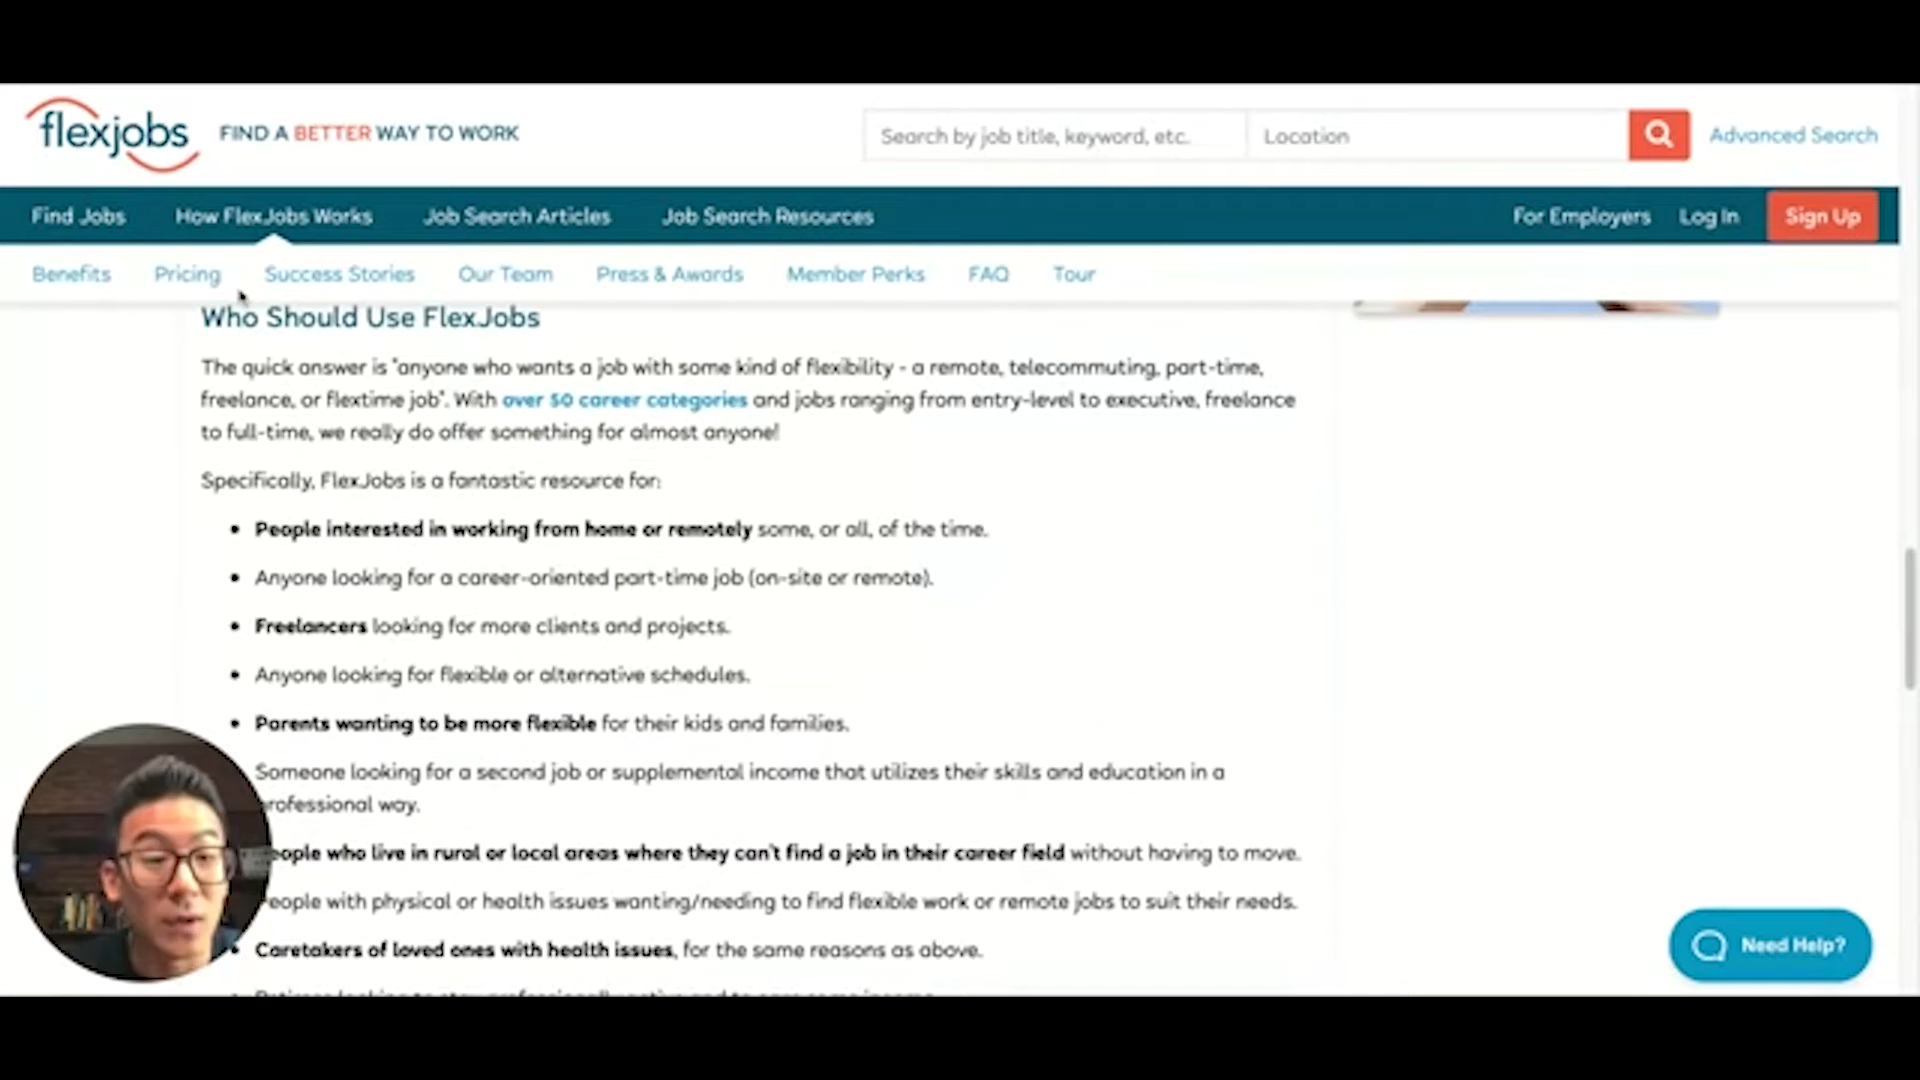 flexjobs FIND A BETTER WAY TO WORK
Search by job title, keyword, etc. Location Advanced Search
Find Jobs How FlexJobs Works Job Search Articles Job Search Resources For Employers Log In Sign Up
Benefits Pricing Success Stories Our Team Press & Awards Member Perks FAQ Tour
Who Should Use FlexJobs
The quick answer is "anyone who wants a job with some kind of flexibility - a remote, telecommuting, part-time,
freelance, or flextime job". With over 50 career categories and jobs ranging from entry-level to executive, freelance
to full-time, we really do offer something for almost anyone!
Specifically, FlexJobs is a fantastic resource for:
• People interested in working from home or remotely some, or all, of the time.
• Anyone looking for a career-oriented part-time job (on-site or remote).
• Freelancers looking for more clients and projects.
• Anyone looking for flexible or alternative schedules.
• Parents wanting to be more flexible for their kids and families.
Someone looking for a second job or supplemental income that utilizes their skills and education in a
rofessional way.
eople who live in rural or local areas where they can't find a job in their career field without having to move.
eople with physical or health issues wanting/needing to find flexible work or remote jobs to suit their needs.
• Caretakers of loved ones with health issues, for the same reasons as above.
Need Help?